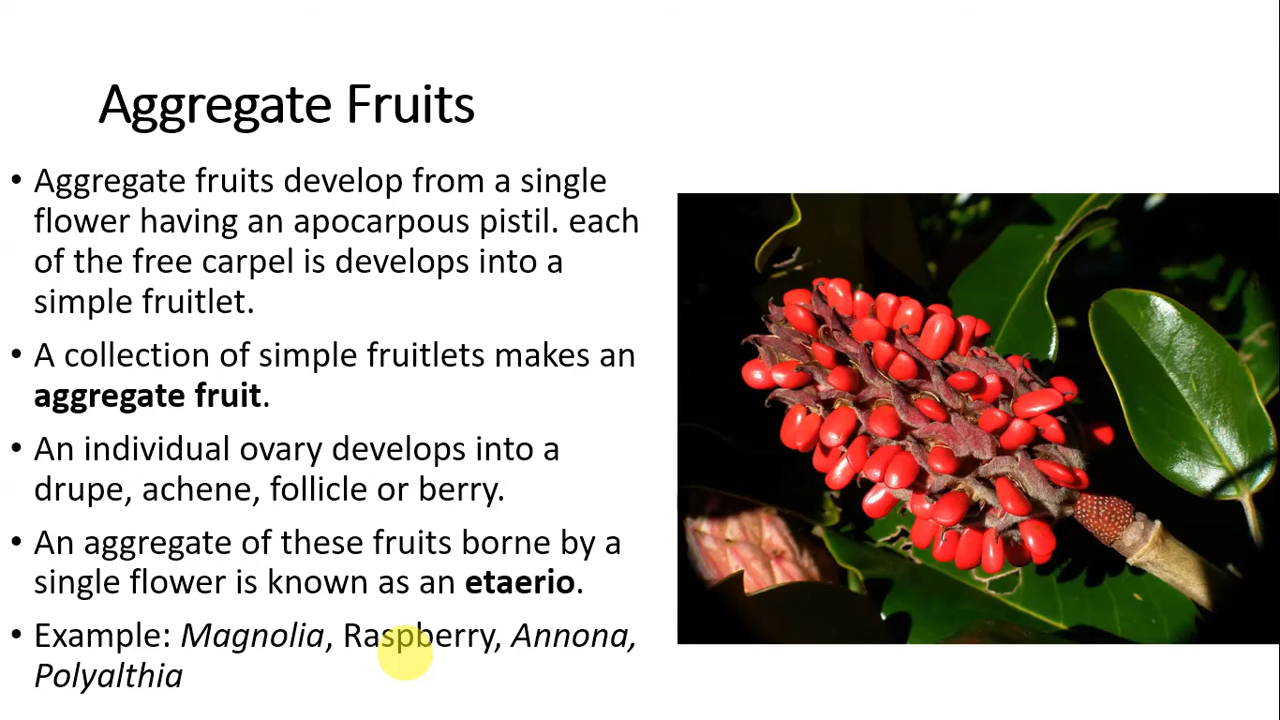 Aggregate Fruits
• Aggregate fruits develop from a single
flower having an apocarpous pistil. each
of the free carpel is develops into a
simple fruitlet.
• A collection of simple fruitlets makes an
aggregate fruit.
• An individual ovary develops into a
drupe, achene, follicle or berry.
• An aggregate of these fruits borne by a
single flower is known as an etaerio.
• Example: Magnolia, Raspberry, Annona,
Polyalthia